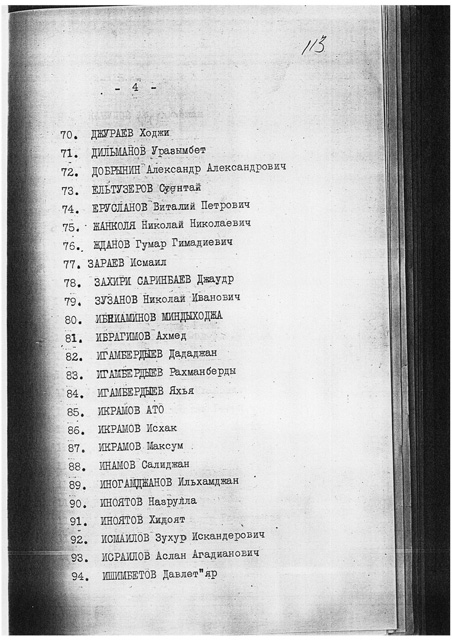 113
- 4 -
70. ДЖУРАЕВ Ходжи
71. ДИЛЬМАНОВ Уразымбет
72. ДОБРЫНИН Александр Александрович
73. ЕЛЬТУЗЕРОВ Суентай
74. ЕРУСЛАНОВ Виталий Петрович
75. ЖАНКОЛЯ Николай Николаевич
76. ЖДАНОВ Гумар Гимадиевич
77. ЗАРАЕВ Исмаил
78. ЗАХИРИ САРИНБАЕВ Джаудр
79. ЗУЗАНОВ Николай Иванович
80. ИБНИАМИНОВ МИНДЫХОДЖА
81. ИБРАГИМОВ Ахмед
82. ИГАМБЕРДЫЕВ Дададжан
83. ИГАМБЕРДЫЕВ Рахманберды
84. ИГАМБЕРДЫЕВ Яхья
85. ИКРАМОВ АТО
86. ИКРАМОВ Исхак
87. ИКРАМОВ Максум
88. ИНАМОВ Салиджан
89. ИНОГАМДЖАНОВ Ильхамджан
90. ИНОЯТОВ Насрулла
91. ИНОЯТОВ Хидоят
92. ИСМАИЛОВ Зухур Искандерович
93. ИСРАИЛОВ Аслан Агадианович
94. ИШИМБЕТОВ Давлет"яр